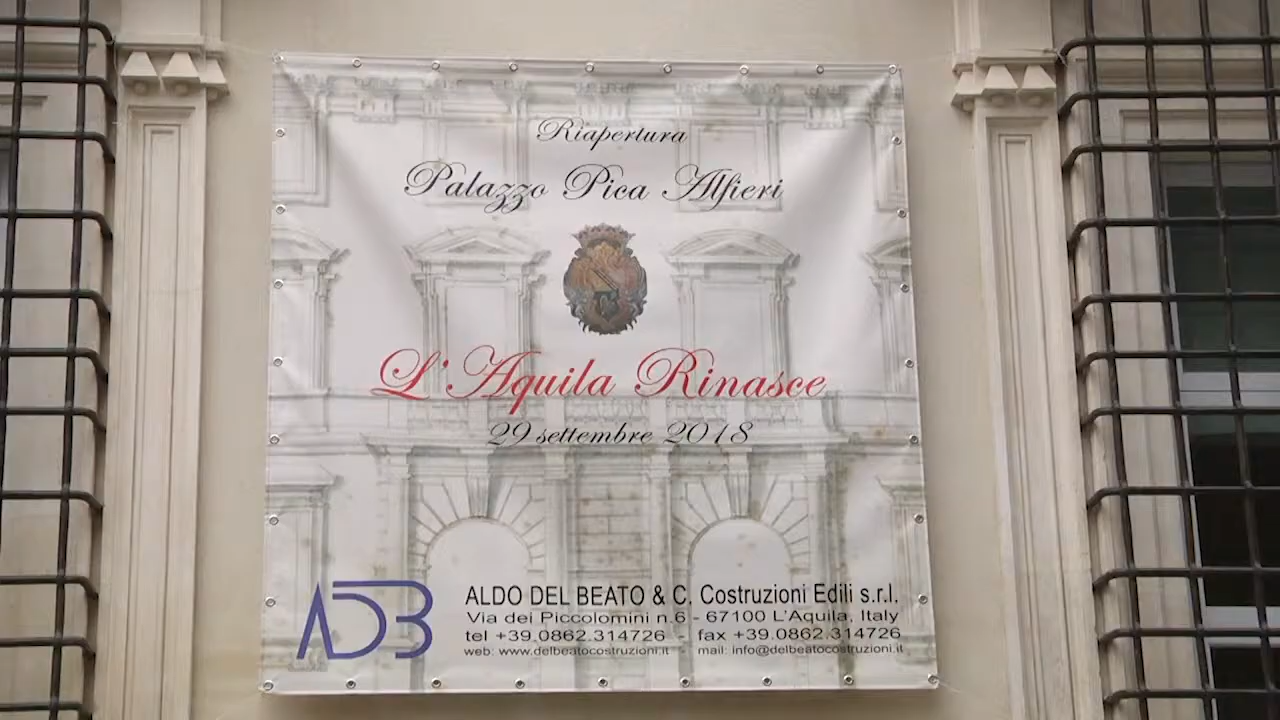 Riapertura
Palazzo Pica Alfieri
L'Aquila Rinasce
29 settembre 2018
ADB
ALDO DEL BEATO & C. Costruzioni Edili s.r.l.
Via dei Piccolomini n.6 - 67100 L'Aquila, Italy
tel +39.0862.314726 - fax +39.0862.314726
web: www.delbeatocostruzioni.it - mail: info@delbeatocostruzioni.it